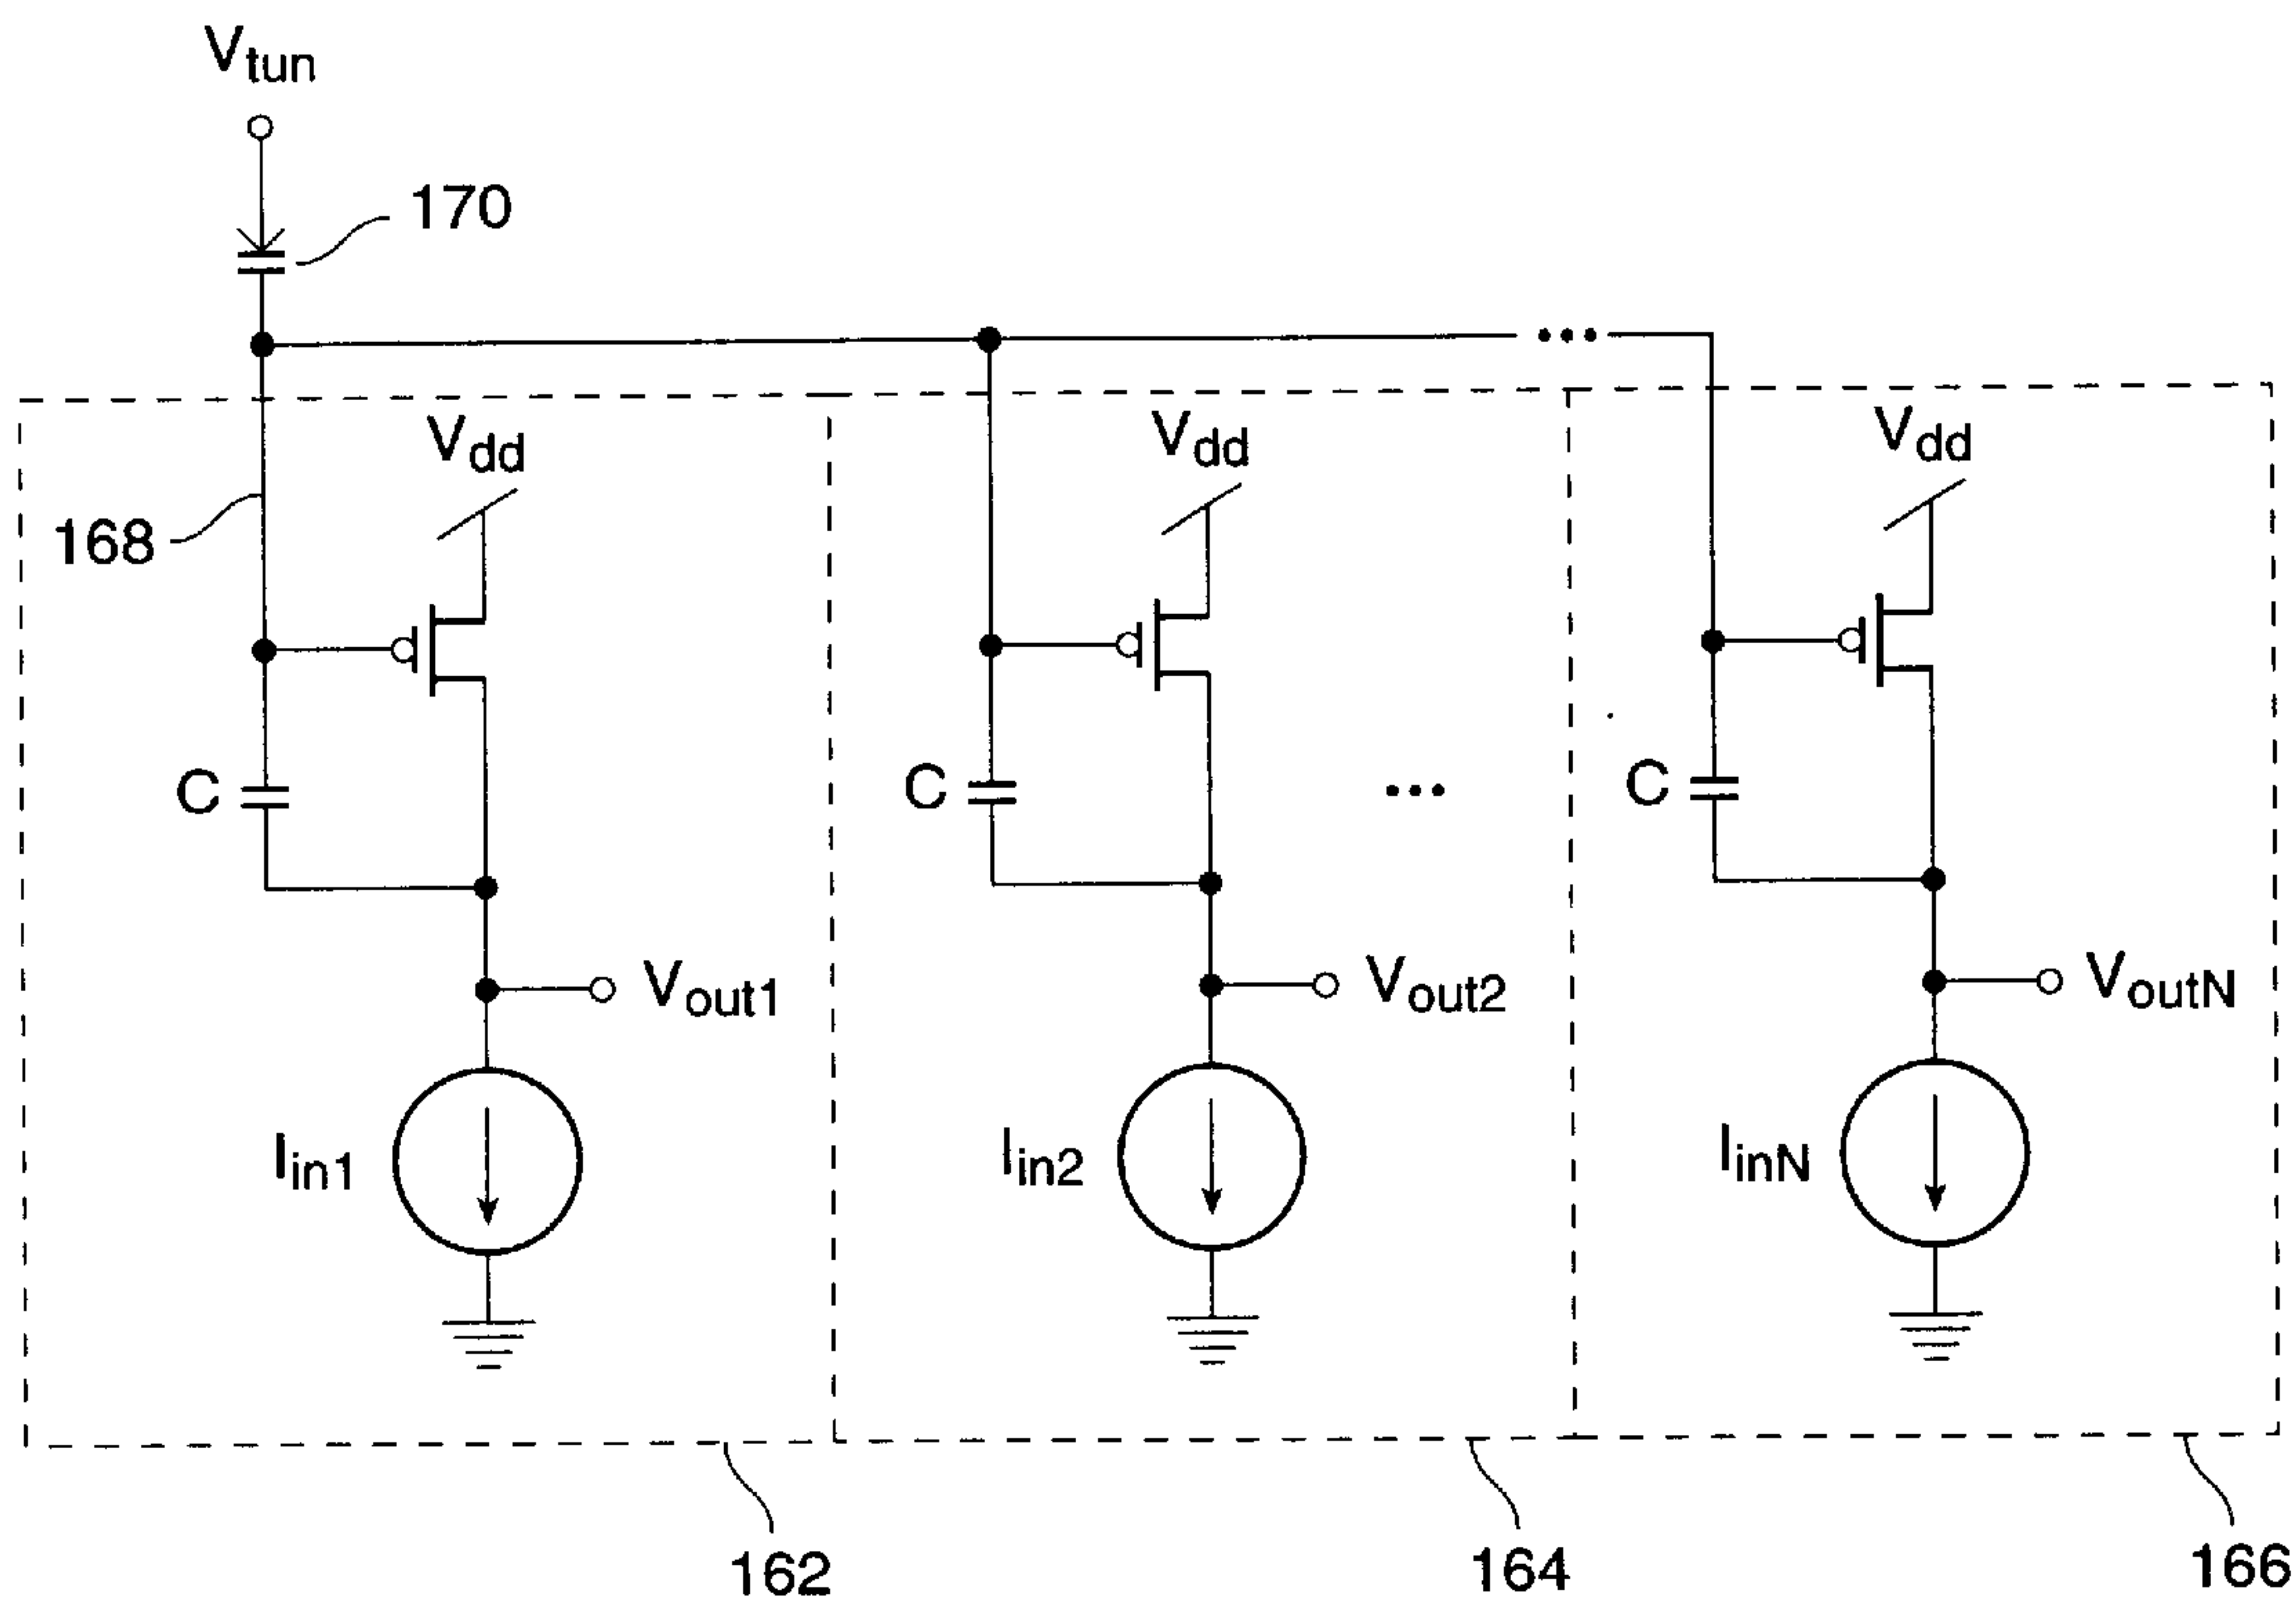 Vtun
170
Vdd
Vdd
Vdd
168
C
C
...
C
Vout1
Vout2
VoutN
Iin1
Iin2
IinN
162
164
166